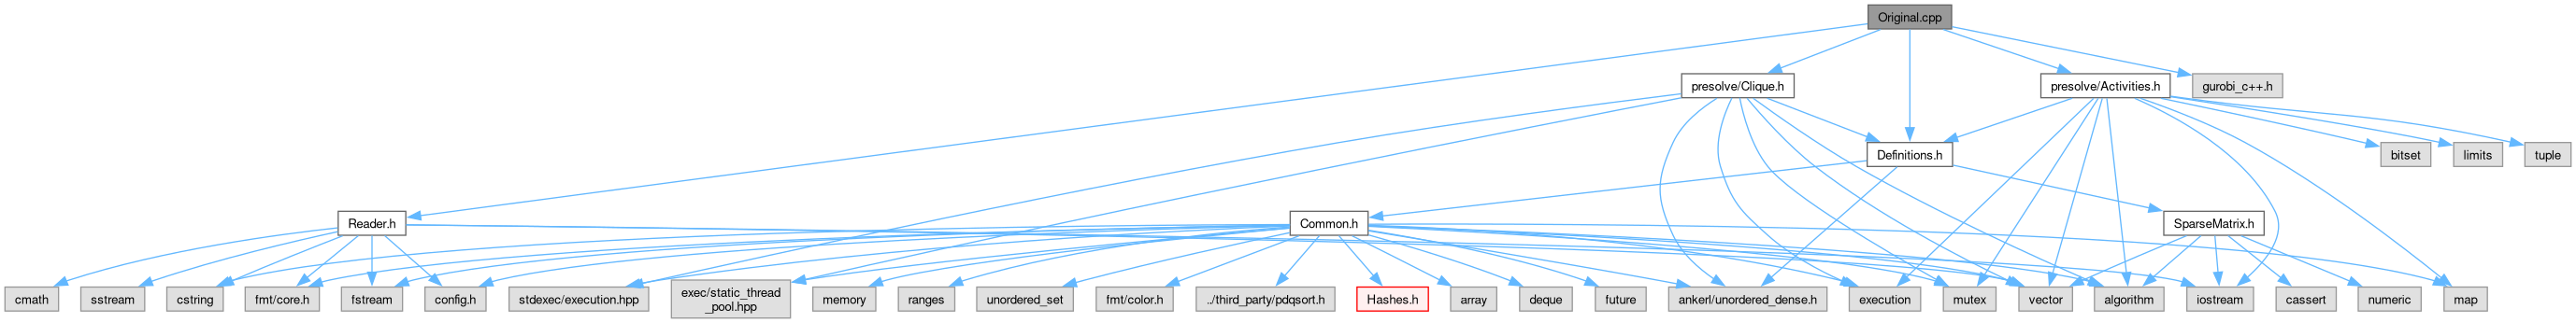 Original.cpp
presolve/Clique.h
presolve/Activities.h
gurobi_c++.h
Definitions.h
bitset
limits
tuple
Reader.h
Common.h
SparseMatrix.h
cmath
sstream
cstring
fmt/core.h
fstream
config.h
stdexec/execution.hpp
exec/static_thread
_pool.hpp
memory
ranges
unordered_set
fmt/color.h
../third_party/pdqsort.h
Hashes.h
array
deque
future
ankerl/unordered_dense.h
execution
mutex
vector
algorithm
iostream
cassert
numeric
map